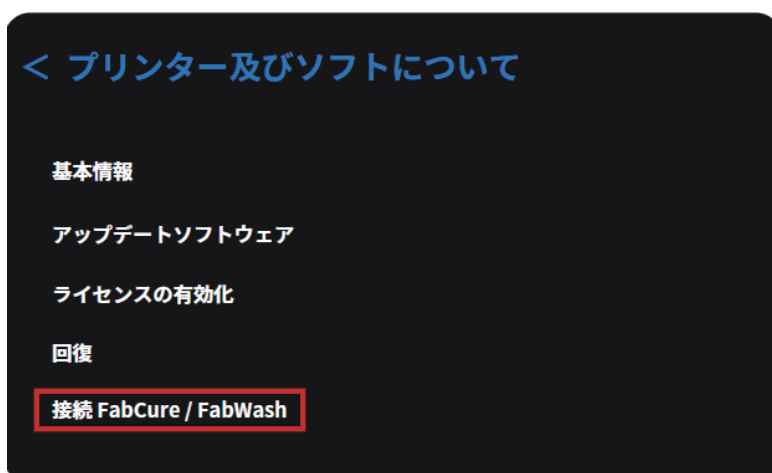 < プリンター及びソフトについて
基本情報
アップデートソフトウェア
ライセンスの有効化
回復
接続 FabCure / FabWash